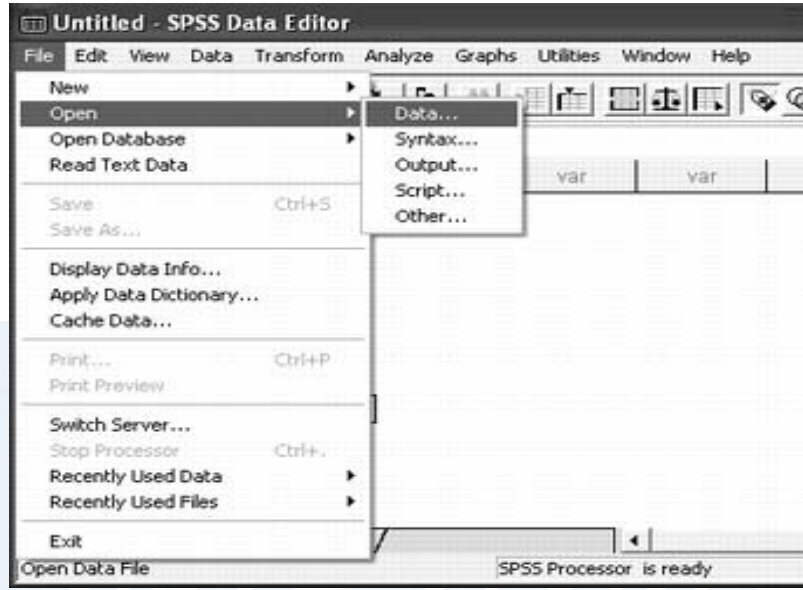 Untitled - SPSS Data Editor
File Edit View Data Transform Analyze Graphs Utilities Window Help
New
Open
Open Database
Read Text Data
Save Ctrl+S
Save As...
Display Data Info...
Apply Data Dictionary...
Cache Data...
Print... Ctrl+P
Print Preview
Switch Server...
Stop Processor Ctrl+.
Recently Used Data
Recently Used Files
Exit
Data...
Syntax...
Output...
Script...
Other...
var var
Open Data File SPSS Processor is ready